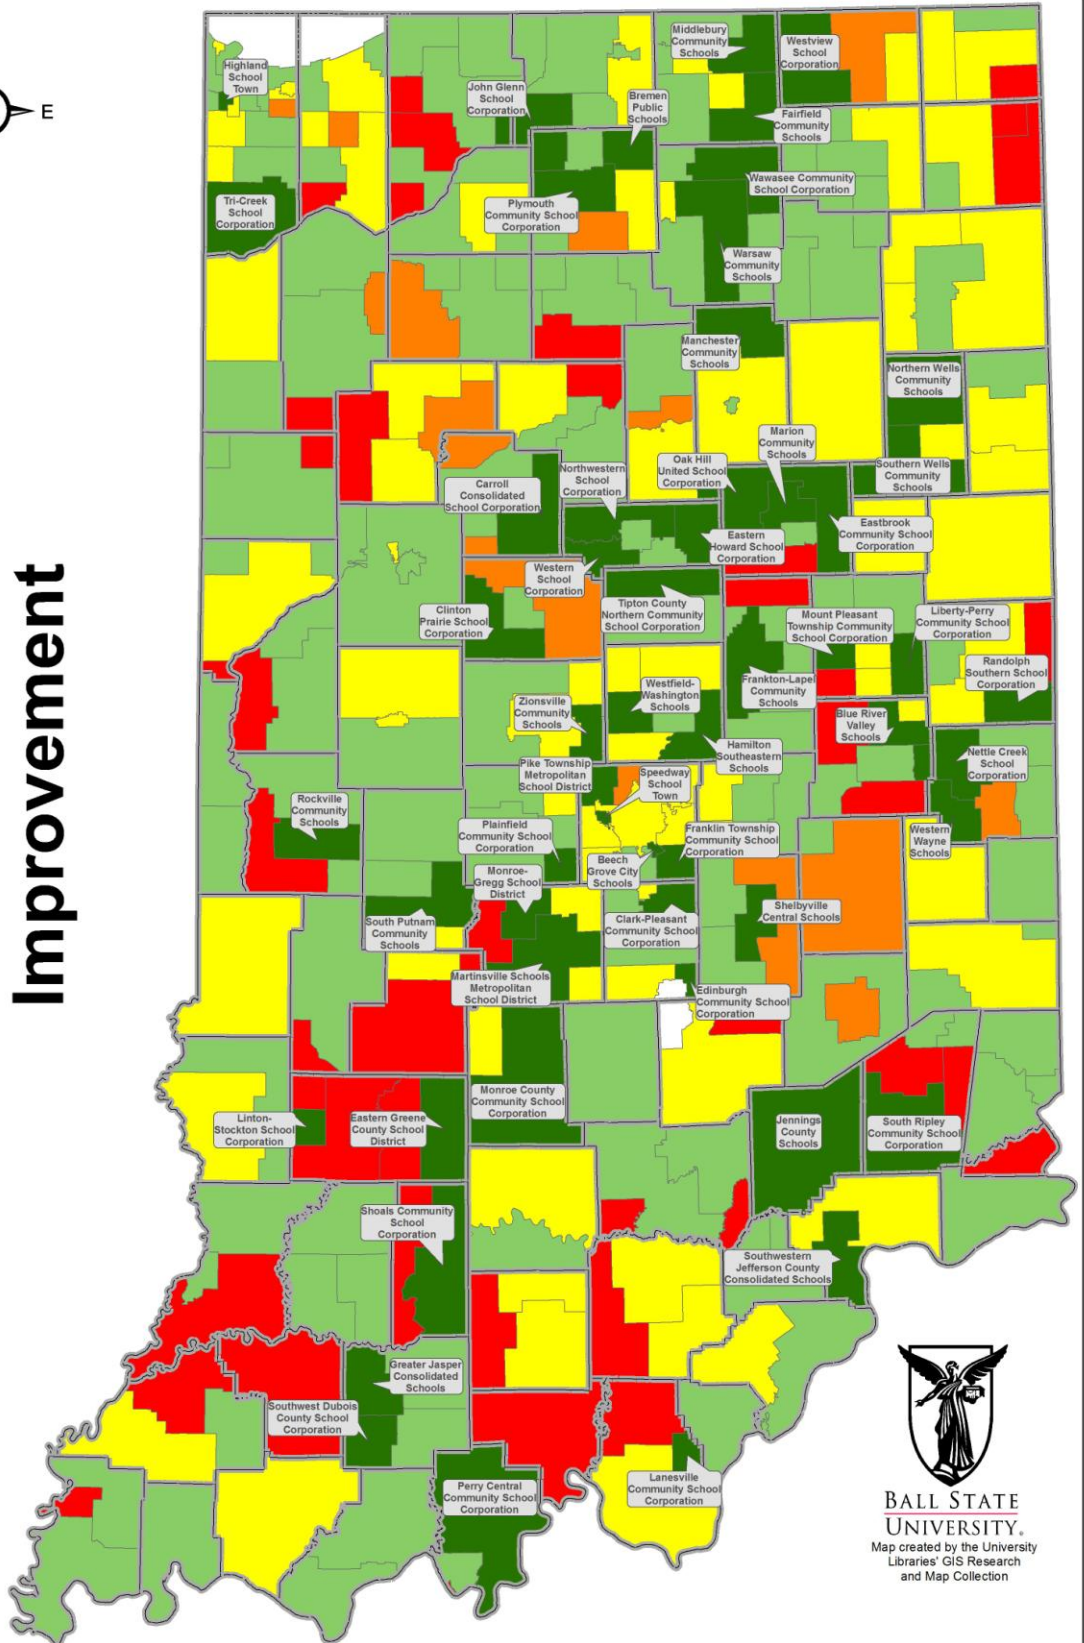 Improvement
E
Highland
School
Town
Middlebury
Community
Schools
Westview
School
Corporation
John Glenn
School
Corporation
Bremen
Public
Schools
Fairfield
Community
Schools
Tri-Creek
School
Corporation
Plymouth
Community School
Corporation
Wawasee Community
School Corporation
Warsaw
Community
Schools
Manchester
Community
Schools
Northern Wells
Community
Schools
Marion
Community
Schools
Oak Hill
United School
Corporation
Northwestern
School
Corporation
Southern Wells
Community
Schools
Carroll
Consolidated
School Corporation
Eastern
Howard School
Corporation
Eastbrook
Community School
Corporation
Western
School
Corporation
Clinton
Prairie School
Corporation
Tipton County
Northern Community
School Corporation
Mount Pleasant
Township Community
School Corporation
Liberty-Perry
Community School
Corporation
Randolph
Southern School
Corporation
Frankton-Lapel
Community
Schools
Westfield-
Washington
Schools
Zionsville
Community
Schools
Blue River
Valley
Schools
Hamilton
Southeastern
Schools
Nettle Creek
School
Corporation
Pike Township
Metropolitan
School District
Speedway
School
Town
Rockville
Community
Schools
Plainfield
Community School
Corporation
Franklin Township
Community School
Corporation
Western
Wayne
Schools
Beech
Grove City
Schools
Monroe-
Gregg School
District
South Putnam
Community
Schools
Clark-Pleasant
Community School
Corporation
Shelbyville
Central Schools
Martinsville Schools
Metropolitan
School District
Edinburgh
Community School
Corporation
Linton-
Stockton School
Corporation
Eastern Greene
County School
District
Monroe County
Community School
Corporation
Jennings
County
Schools
South Ripley
Community School
Corporation
Shoals Community
School
Corporation
Southwestern
Jefferson County
Consolidated Schools
Greater Jasper
Consolidated
Schools
Southwest Dubois
County School
Corporation
Perry Central
Community School
Corporation
Lanesville
Community School
Corporation
BALL STATE
UNIVERSITY.
Map created by the University
Libraries' GIS Research
and Map Collection